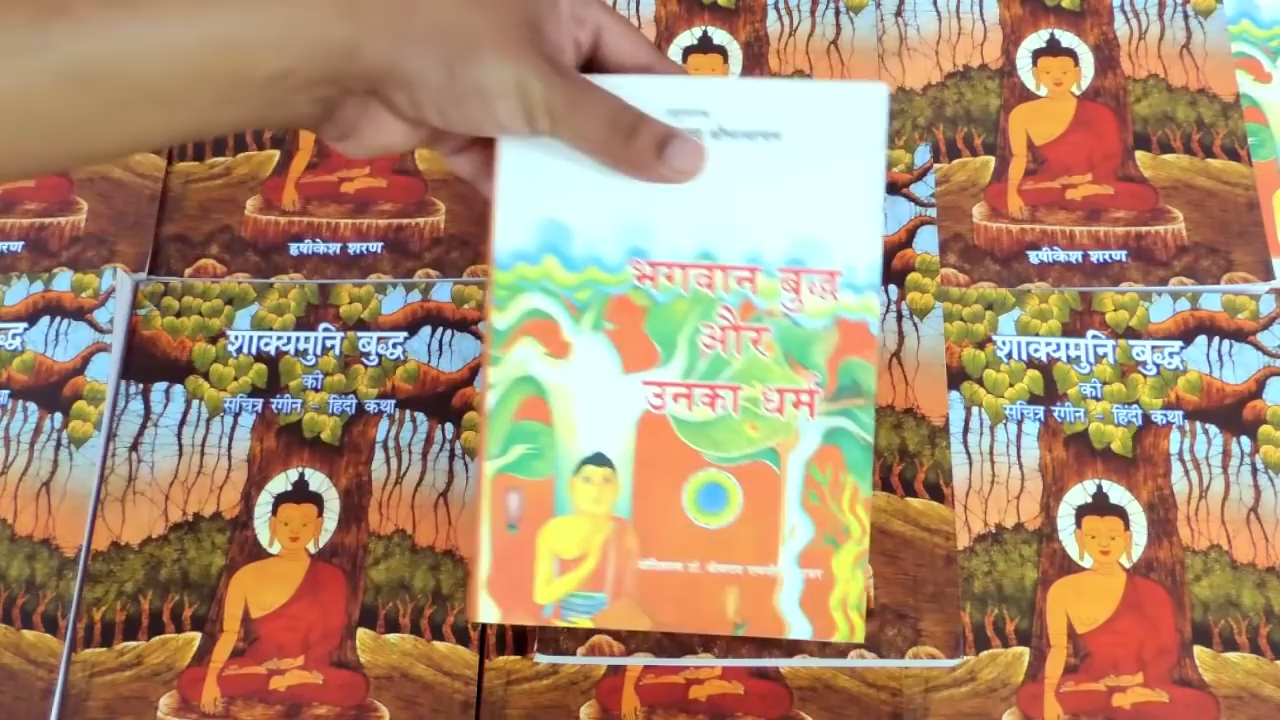 हृषीकेश शरण
हृषीकेश शरण
भगवान बुद्ध
और
उनका धर्म
शाक्यमुनि बुद्ध
की
सचित्र रंगीन – हिंदी कथा
शाक्यमुनि बुद्ध
की
सचित्र रंगीन – हिंदी कथा